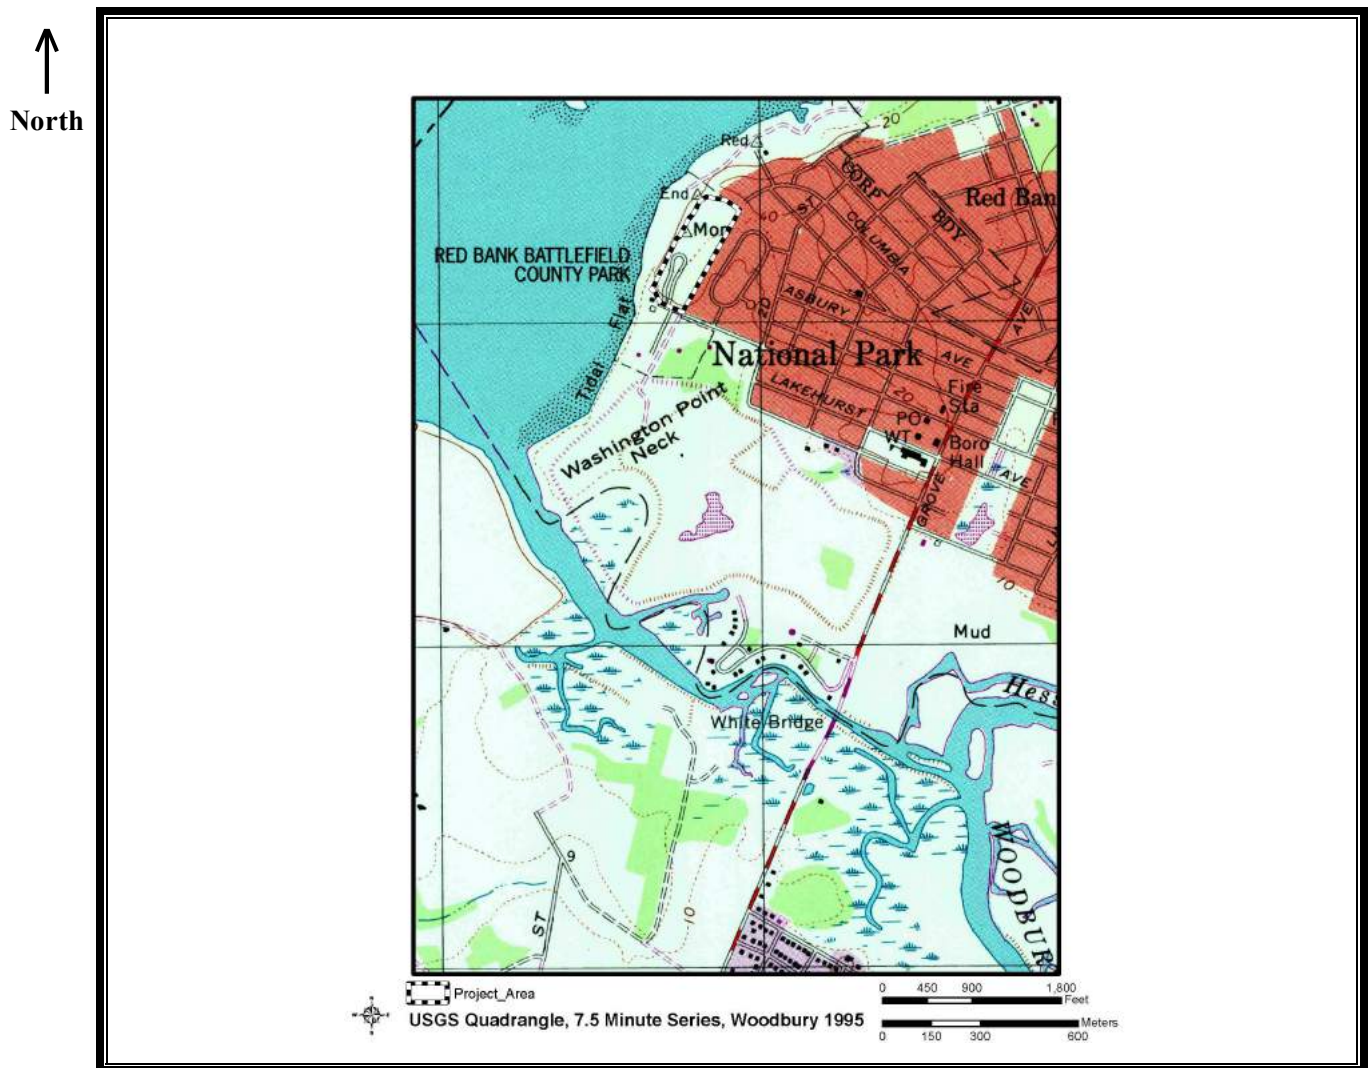 North
20
Red
CORP
BDY
Red Ban
End
40
ST
Mon
COLUMBIA
RED BANK BATTLEFIELD
COUNTY PARK
ASBURY
20
AVE
Flat
Tidal
National Park
AVE
LAKEHURST
20
Fire
Sta
PO
WT
Boro
Hall
AVE
Washington Point
Neck
GROVE
10
Mud
Hess
White Bridge
WOODBUR
9
ST
10
Project_Area
0 450 900 1,800
Feet
USGS Quadrangle, 7.5 Minute Series, Woodbury 1995
Meters
0 150 300 600